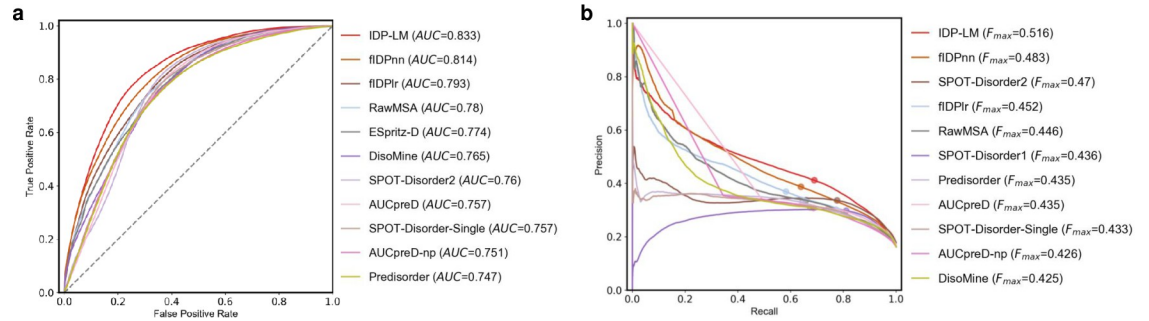 a
1.0
0.8
0.6
0.4
0.2
0.0
True Positive Rate
0.0 0.2 0.4 0.6 0.8 1.0
False Positive Rate
IDP-LM (AUC=0.833)
fIDPnn (AUC=0.814)
fIDPlr (AUC=0.793)
RawMSA (AUC=0.78)
ESpritz-D (AUC=0.774)
DisoMine (AUC=0.765)
SPOT-Disorder2 (AUC=0.76)
AUCpreD (AUC=0.757)
SPOT-Disorder-Single (AUC=0.757)
AUCpreD-np (AUC=0.751)
Predisorder (AUC=0.747)
b
1.0
0.8
0.6
0.4
0.2
0.0
Precision
0.0 0.2 0.4 0.6 0.8 1.0
Recall
IDP-LM (Fmax=0.516)
fIDPnn (Fmax=0.483)
SPOT-Disorder2 (Fmax=0.47)
fIDPlr (Fmax=0.452)
RawMSA (Fmax=0.446)
SPOT-Disorder1 (Fmax=0.436)
Predisorder (Fmax=0.435)
AUCpreD (Fmax=0.435)
SPOT-Disorder-Single (Fmax=0.433)
AUCpreD-np (Fmax=0.426)
DisoMine (Fmax=0.425)